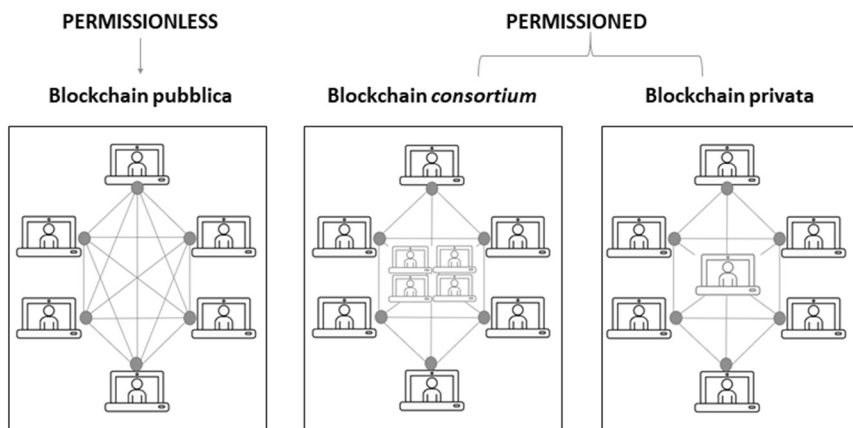 PERMISSIONLESS
PERMISSIONED
Blockchain pubblica
Blockchain consortium
Blockchain privata